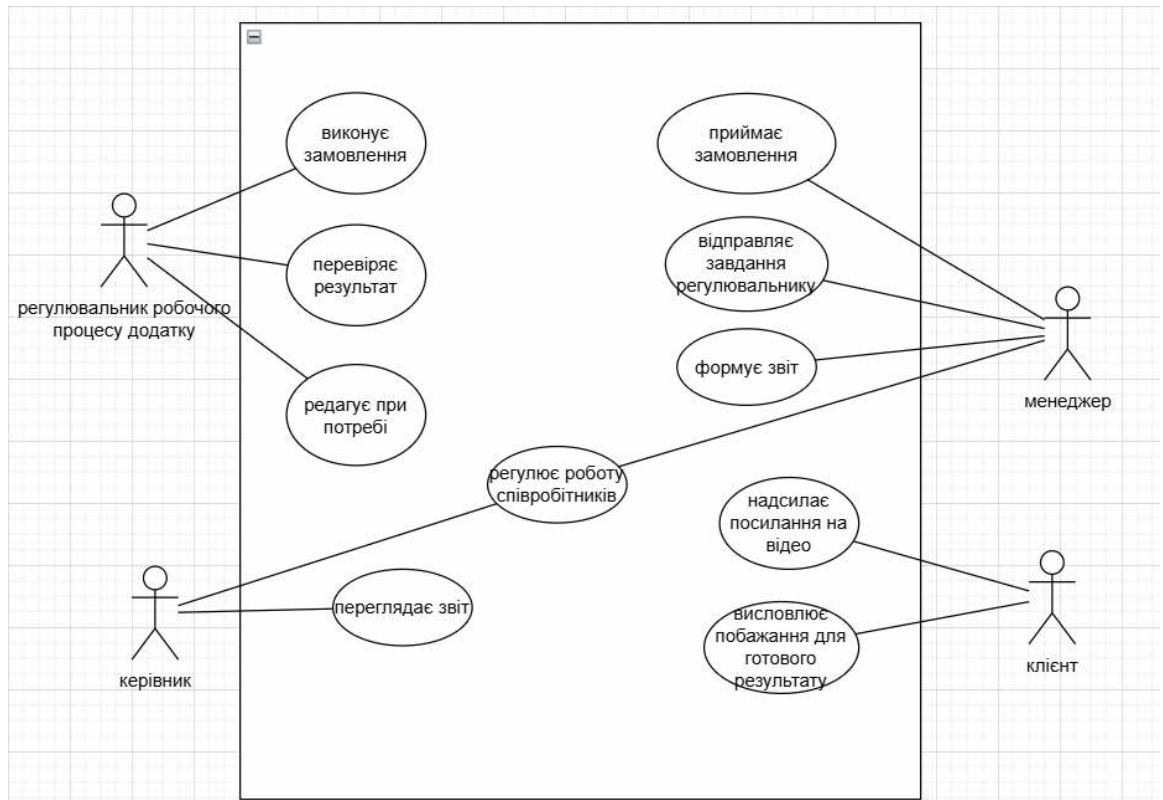 виконує
замовлення
приймає
замовлення
перевіряє
результат
відправляє
завдання
регулювальнику
регулювальник робочого
процесу додатку
формує звіт
менеджер
редагує при
потребі
регулює роботу
співробітників
надсилає
посилання на
відео
переглядає звіт
висловлює
побажання для
готового
результату
керівник
клієнт